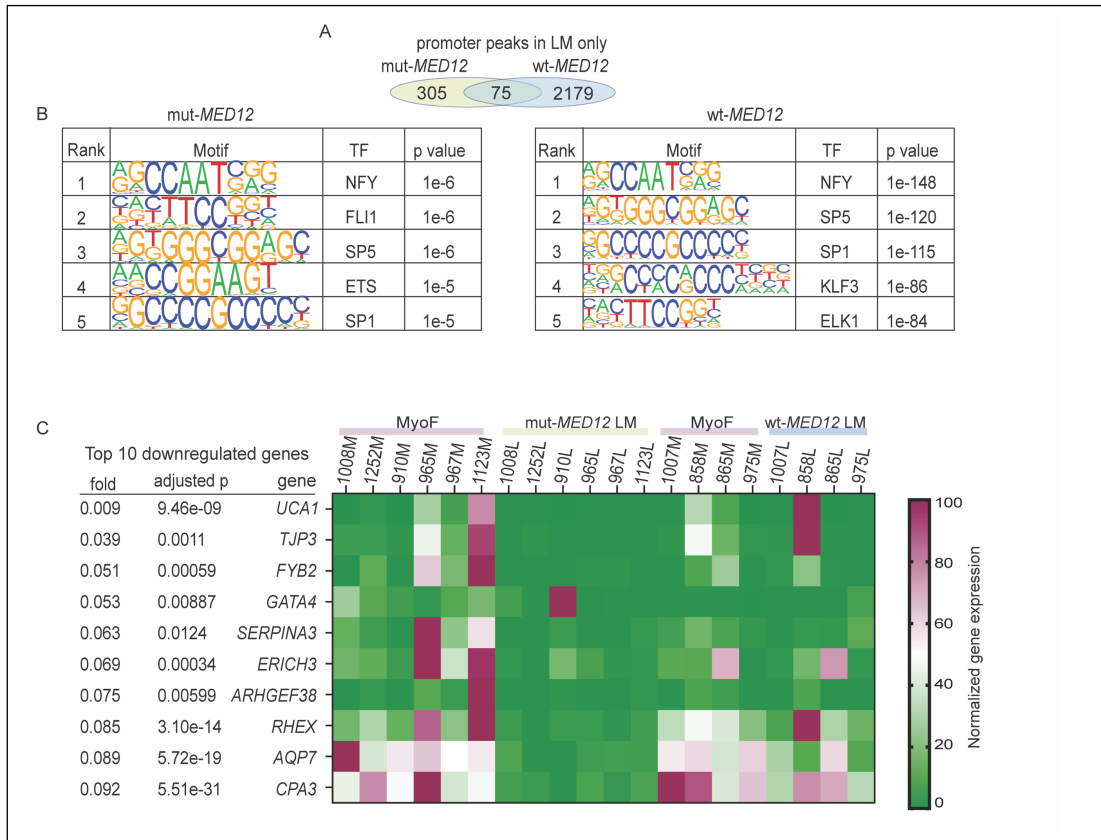 A
promoter peaks in LM only
mut-MED12 wt-MED12
305 75 2179
B
mut-MED12
Rank Motif TF p value
1 NFY 1e-6
2 FLI1 1e-6
3 SP5 1e-6
4 ETS 1e-5
5 SP1 1e-5
wt-MED12
Rank Motif TF p value
1 NFY 1e-148
2 SP5 1e-120
3 SP1 1e-115
4 KLF3 1e-86
5 ELK1 1e-84
C
MyoF mut-MED12 LM MyoF wt-MED12 LM
1008M 1252M 910M 965M 967M 1123M 1008L 1252L 910L 965L 967L 1123L 1007M 858M 865M 975M 1007L 858L 865L 975L
Top 10 downregulated genes
fold adjusted p gene
0.009 9.46e-09 UCA1
0.039 0.0011 TJP3
0.051 0.00059 FYB2
0.053 0.00887 GATA4
0.063 0.0124 SERPINA3
0.069 0.00034 ERICH3
0.075 0.00599 ARHGEF38
0.085 3.10e-14 RHEX
0.089 5.72e-19 AQP7
0.092 5.51e-31 CPA3
100
80
60
40
20
0
Normalized gene expression